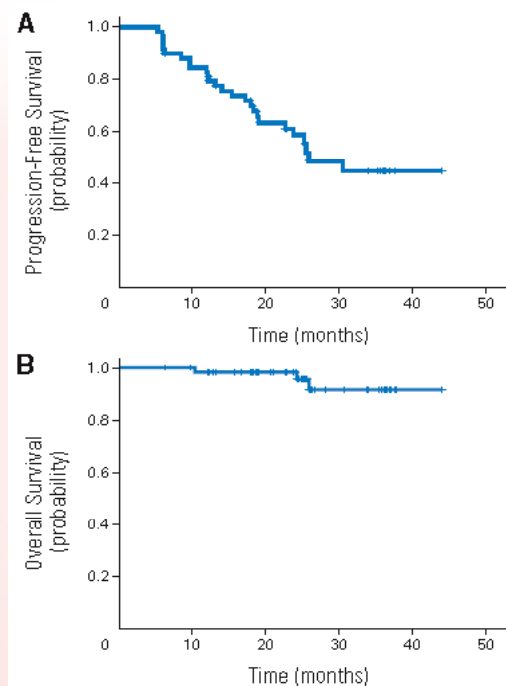 A
1.0
0.8
0.6
0.4
0.2
0 10 20 30 40 50
Progression-Free Survival
(probability)
Time (months)
B
1.0
0.8
0.6
0.4
0.2
0 10 20 30 40 50
Overall Survival
(probability)
Time (months)